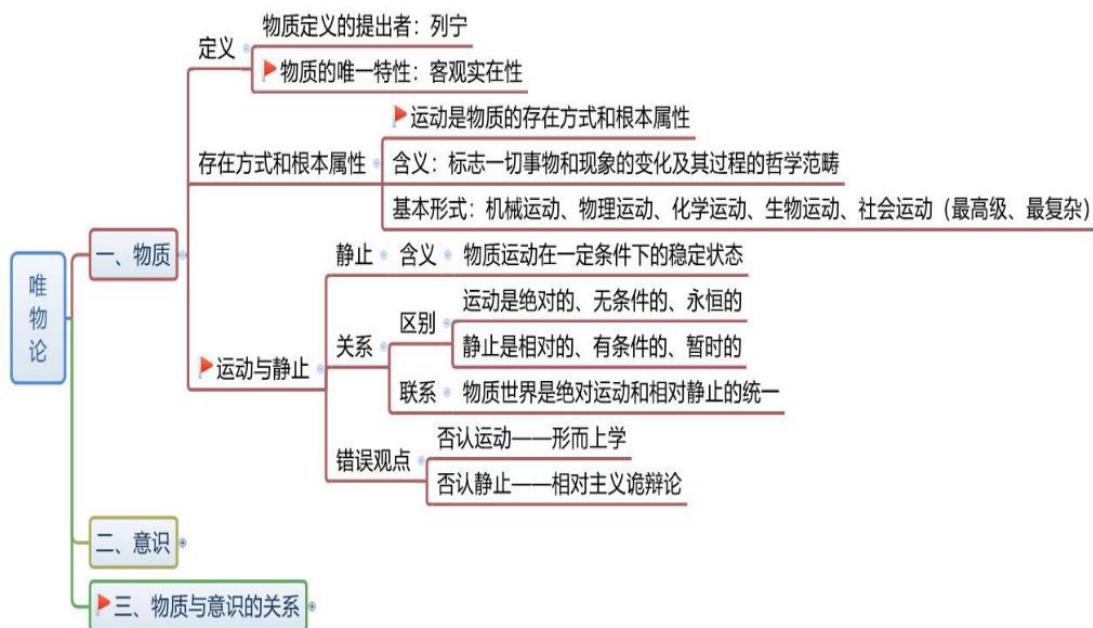 唯物论
一、物质
定义
物质定义的提出者：列宁
物质的唯一特性：客观实在性
存在方式和根本属性
运动是物质的存在方式和根本属性
含义：标志一切事物和现象的变化及其过程的哲学范畴
基本形式：机械运动、物理运动、化学运动、生物运动、社会运动（最高级、最复杂）
运动与静止
静止
含义
物质运动在一定条件下的稳定状态
关系
区别
运动是绝对的、无条件的、永恒的
静止是相对的、有条件的、暂时的
联系
物质世界是绝对运动和相对静止的统一
错误观点
否认运动——形而上学
否认静止——相对主义诡辩论
二、意识
三、物质与意识的关系